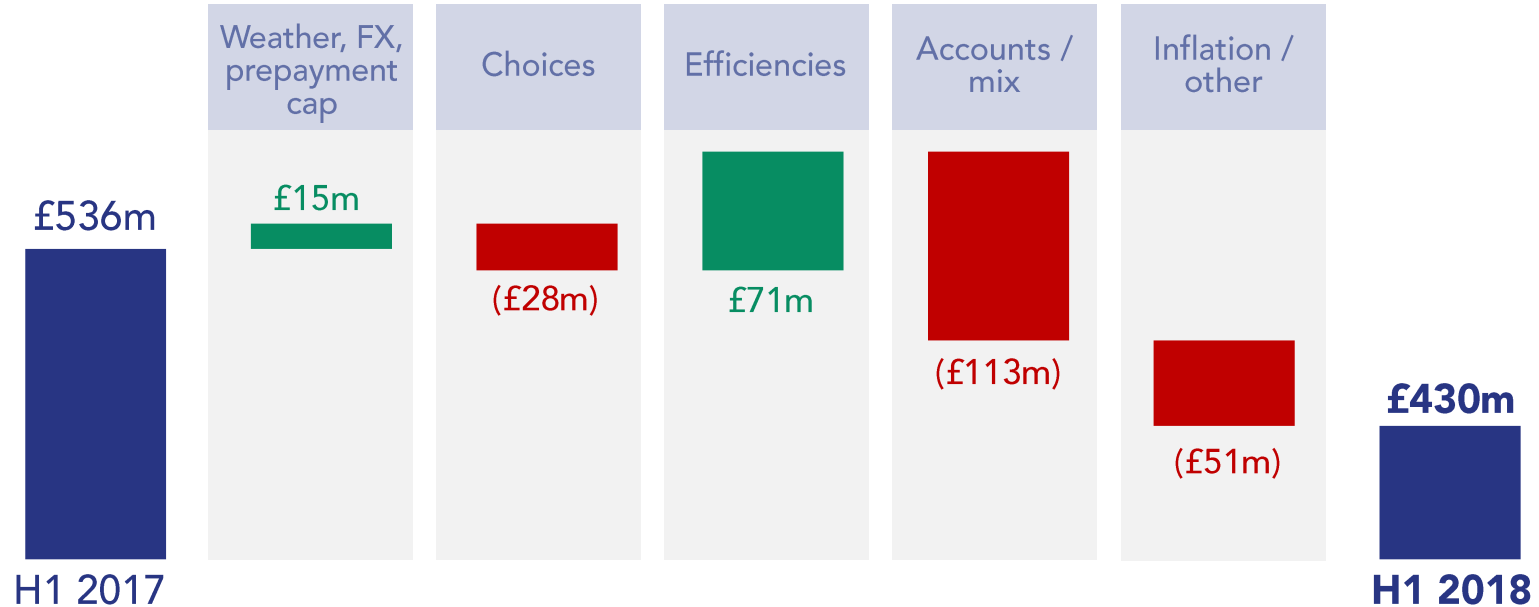 Weather, FX,
prepayment
cap
Choices
Efficiencies
Accounts /
mix
Inflation /
other
£536m
£15m
(£28m)
£71m
(£113m)
(£51m)
£430m
H1 2017
H1 2018